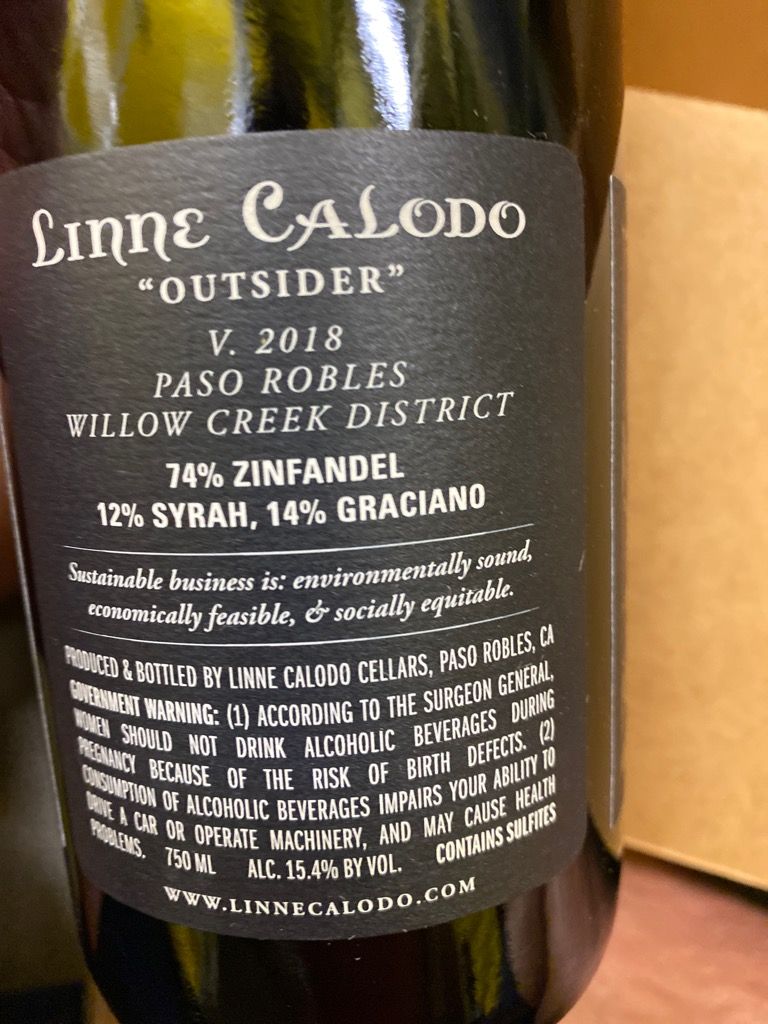 Linne Calodo
“OUTSIDER”
V. 2018
PASO ROBLES
WILLOW CREEK DISTRICT
74% ZINFANDEL
12% SYRAH, 14% GRACIANO
Sustainable business is: environmentally sound,
economically feasible, & socially equitable.
PRODUCED & BOTTLED BY LINNE CALODO CELLARS, PASO ROBLES, CA
GOVERNMENT WARNING: (1) ACCORDING TO THE SURGEON GENERAL,
WOMEN SHOULD NOT DRINK ALCOHOLIC BEVERAGES DURING
PREGNANCY BECAUSE OF THE RISK OF BIRTH DEFECTS. (2)
CONSUMPTION OF ALCOHOLIC BEVERAGES IMPAIRS YOUR ABILITY TO
DRIVE A CAR OR OPERATE MACHINERY, AND MAY CAUSE HEALTH
PROBLEMS. 750 ML ALC. 15.4% BY VOL. CONTAINS SULFITES
WWW.LINNECALODO.COM